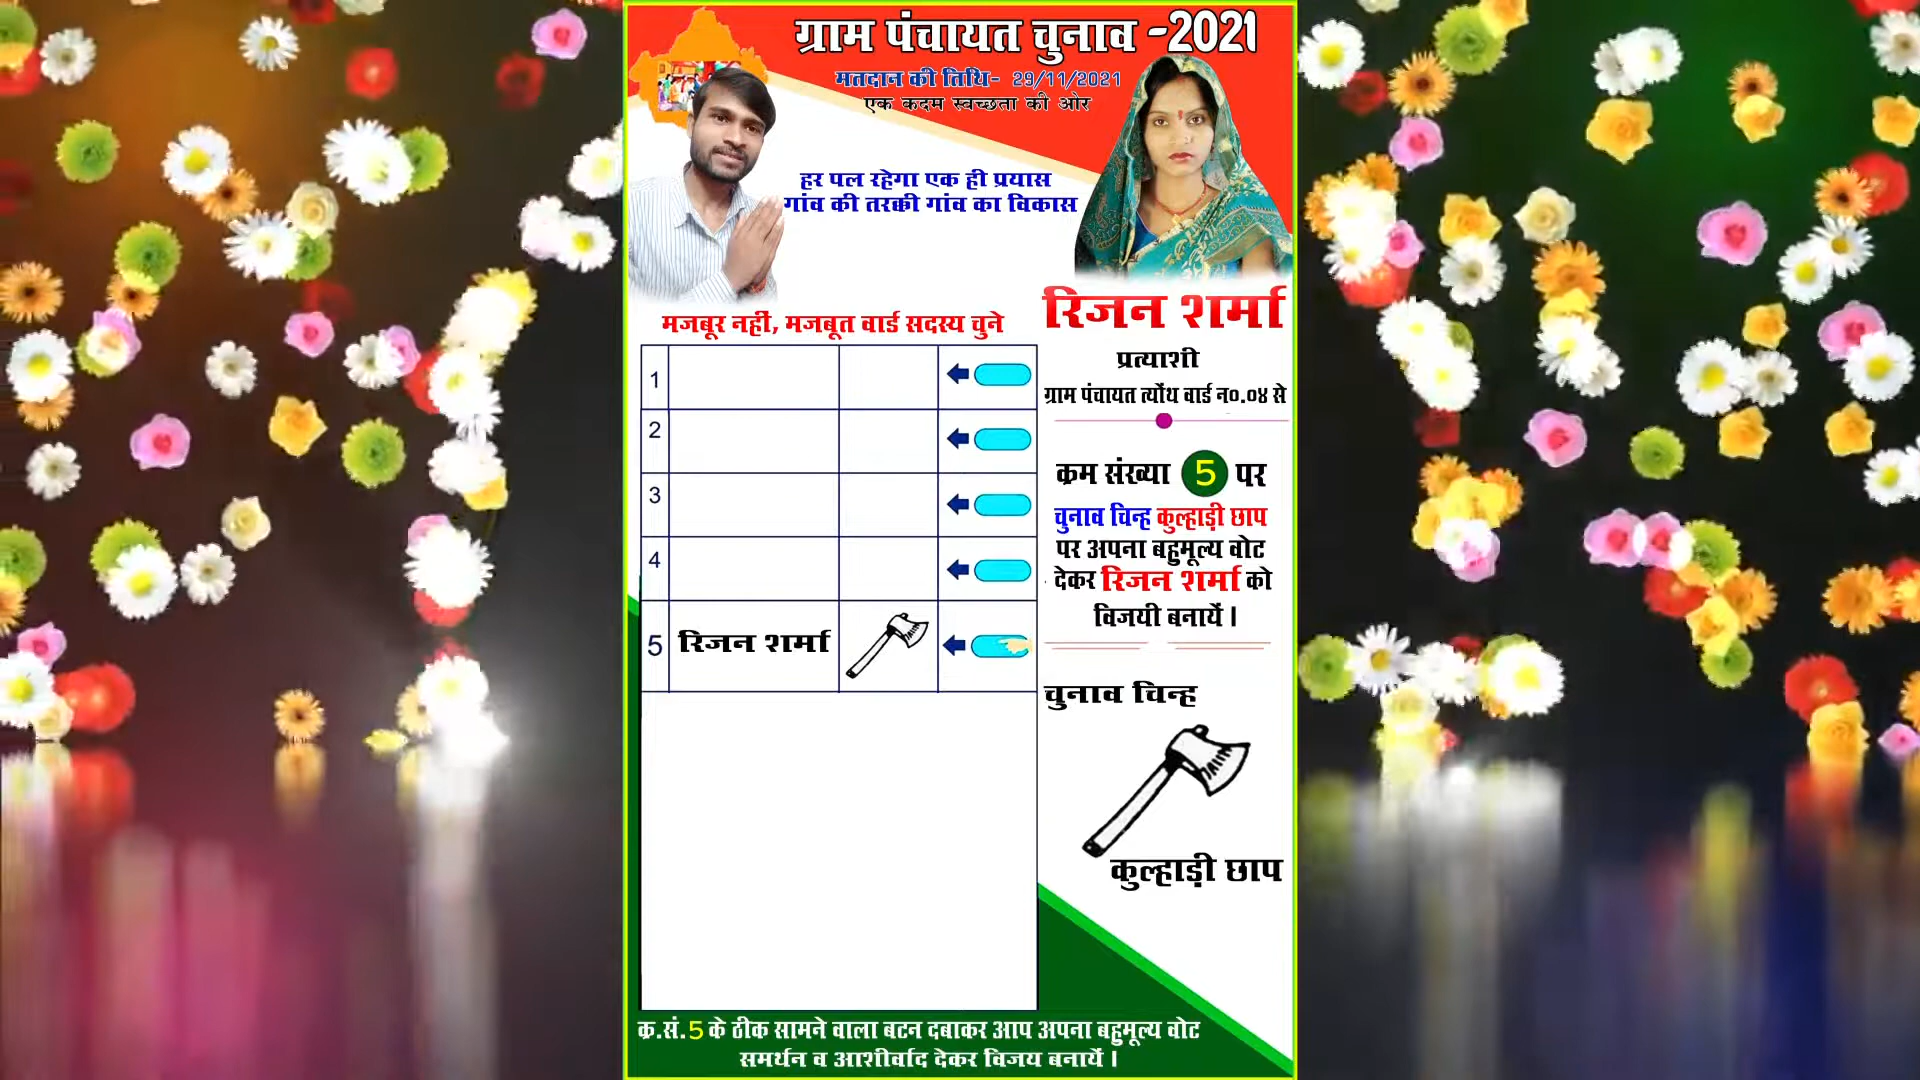 ग्राम पंचायत चुनाव -2021
मतदान की तिथि- 29/11/2021
एक कदम स्वच्छता की ओर
हर पल रहेगा एक ही प्रयास
गांव की तरक्की गांव का विकास
रिजन शर्मा
प्रत्याशी
ग्राम पंचायत त्योंथ वार्ड न०.०४ से
मजबूर नहीं, मजबूत वार्ड सदस्य चुने
1
2
3
4
5 रिजन शर्मा
क्रम संख्या 5 पर
चुनाव चिन्ह कुल्हाड़ी छाप
पर अपना बहुमूल्य वोट
देकर रिजन शर्मा को
विजयी बनायें।
चुनाव चिन्ह
कुल्हाड़ी छाप
क्र.सं.5 के ठीक सामने वाला बटन दबाकर आप अपना बहुमूल्य वोट
समर्थन व आशीर्वाद देकर विजय बनायें।